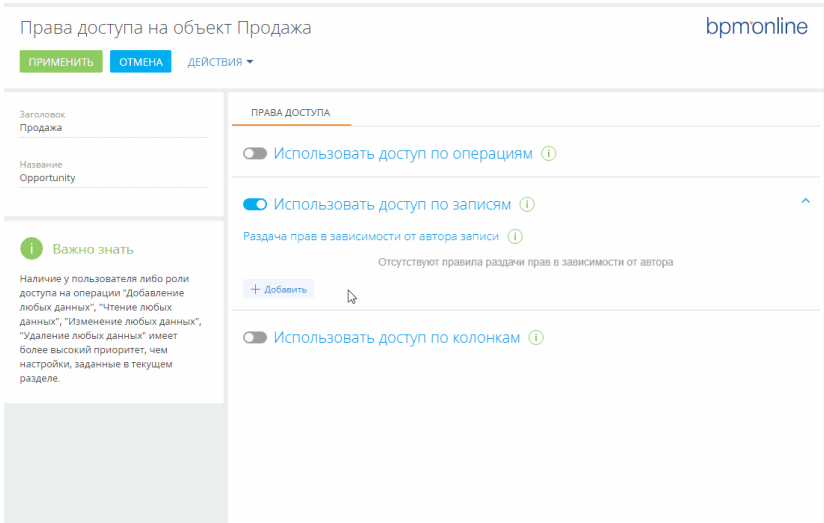 Права доступа на объект Продажа
bpm'online
ПРИМЕНИТЬ
ОТМЕНА
ДЕЙСТВИЯ
Заголовок
Продажа
Название
Opportunity
i Важно знать
Наличие у пользователя либо роли
доступа на операции "Добавление
любых данных", "Чтение любых
данных", "Изменение любых данных",
"Удаление любых данных" имеет
более высокий приоритет, чем
настройки, заданные в текущем
разделе.
ПРАВА ДОСТУПА
Использовать доступ по операциям i
Использовать доступ по записям i
Раздача прав в зависимости от автора записи i
Отсутствуют правила раздачи прав в зависимости от автора
+ Добавить
Использовать доступ по колонкам i